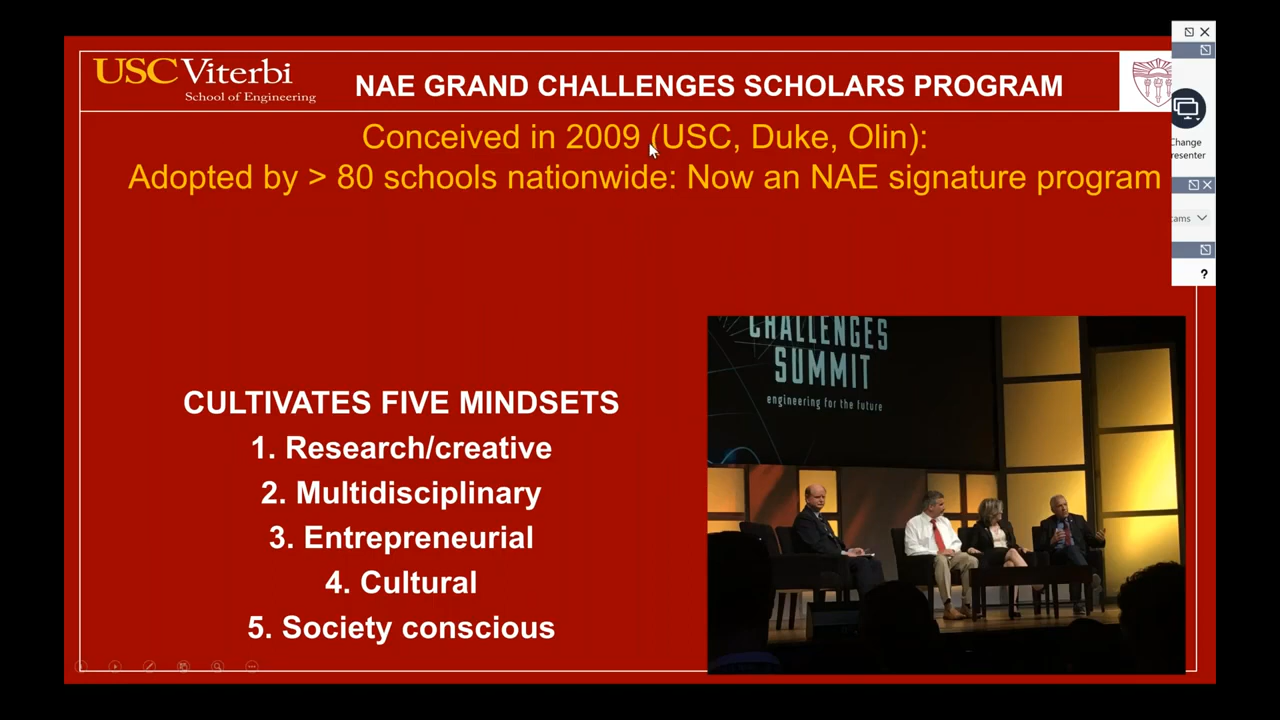 USC Viterbi
School of Engineering
NAE GRAND CHALLENGES SCHOLARS PROGRAM
Conceived in 2009 (USC, Duke, Olin):
Adopted by > 80 schools nationwide: Now an NAE signature program
Change
resenter
ams
?
CHALLENGES
SUMMIT
engineering for the future
CULTIVATES FIVE MINDSETS
1. Research/creative
2. Multidisciplinary
3. Entrepreneurial
4. Cultural
5. Society conscious